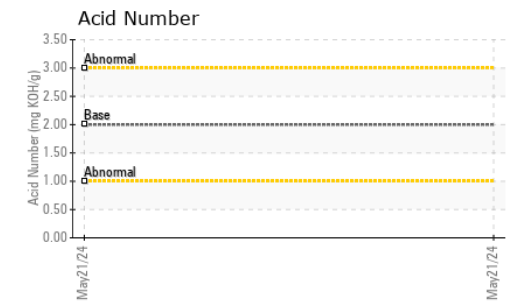 Acid Number
Acid Number (mg KOH/g)
3.50
3.00
2.50
2.00
1.50
1.00
0.50
0.00
Abnormal
Base
Abnormal
May21/24
May21/24